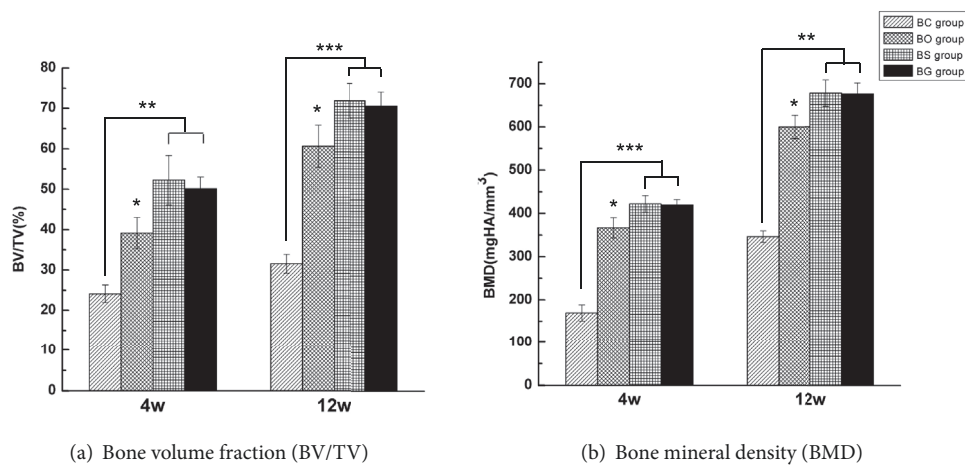 BC group
BO group
BS group
BG group
BV/TV(%)
80
70
60
50
40
30
20
10
0
**
*
***
*
4w
12w
(a) Bone volume fraction (BV/TV)
BMD(mgHA/mm³)
700
600
500
400
300
200
100
0
***
*
**
*
4w
12w
(b) Bone mineral density (BMD)